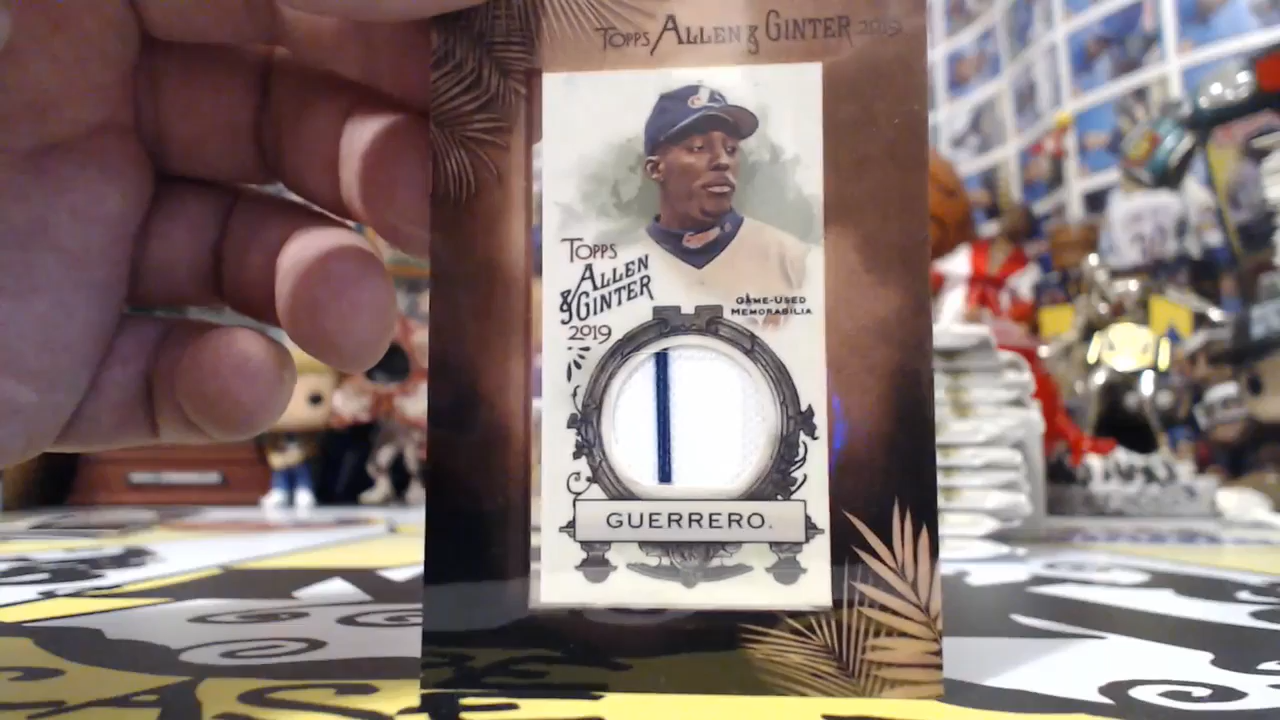 TOPPS ALLEN & GINTER 2019
TOPPS
ALLEN
& GINTER
2019
GAME-USED
MEMORABILIA
GUERRERO.